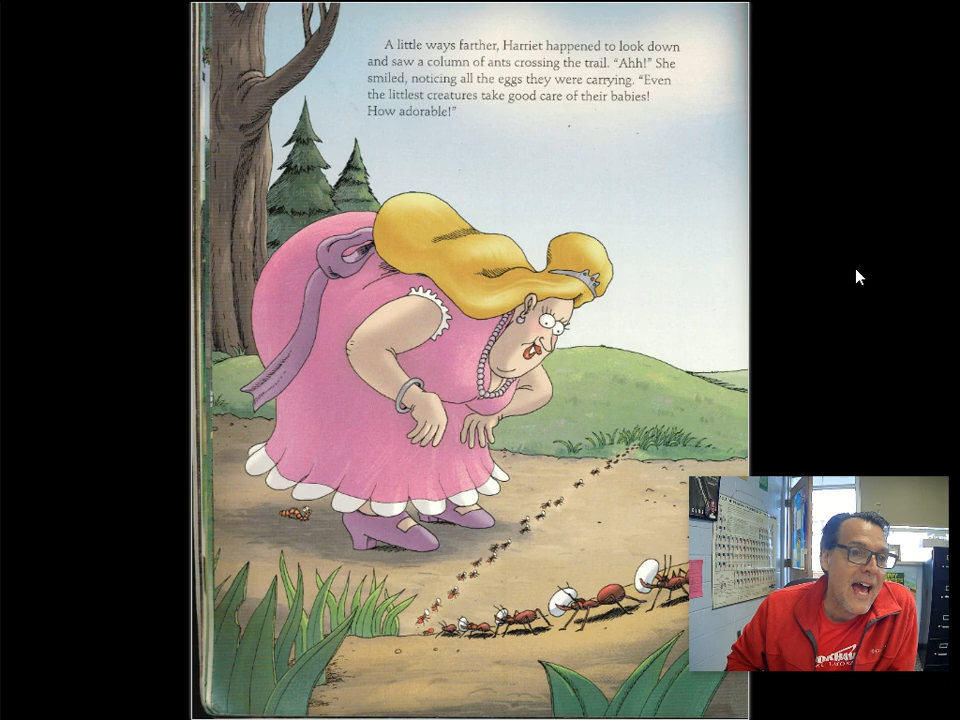 A little ways farther, Harriet happened to look down
and saw a column of ants crossing the trail. “Ahh!” She
smiled, noticing all the eggs they were carrying. “Even
the littlest creatures take good care of their babies!
How adorable!”